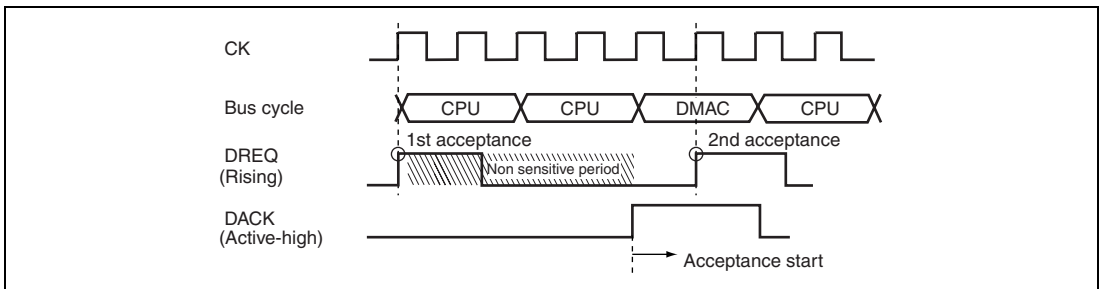 CK
Bus cycle
CPU CPU DMAC CPU
1st acceptance 2nd acceptance
DREQ
(Rising)
Non sensitive period
DACK
(Active-high)
Acceptance start